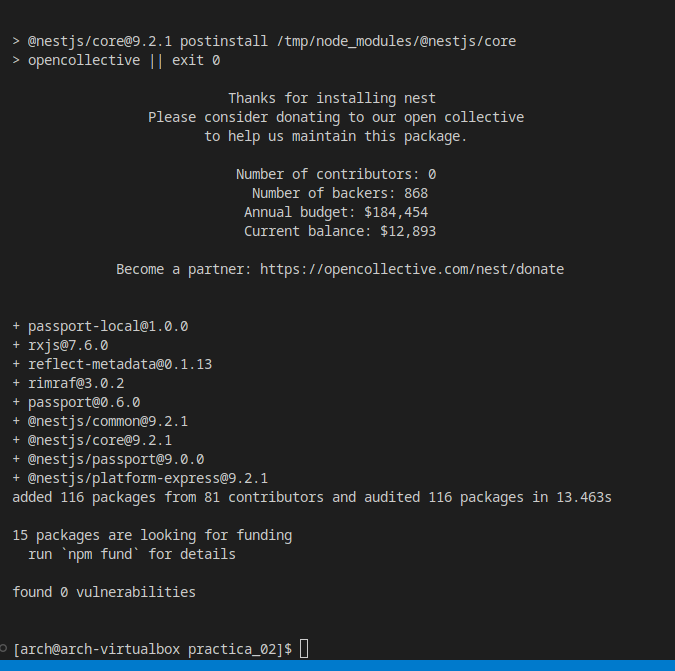 > @nestjs/core@9.2.1 postinstall /tmp/node_modules/@nestjs/core
> opencollective || exit 0
Thanks for installing nest
Please consider donating to our open collective
to help us maintain this package.
Number of contributors: 0
Number of backers: 868
Annual budget: $184,454
Current balance: $12,893
Become a partner: https://opencollective.com/nest/donate
+ passport-local@1.0.0
+ rxjs@7.6.0
+ reflect-metadata@0.1.13
+ rimraf@3.0.2
+ passport@0.6.0
+ @nestjs/common@9.2.1
+ @nestjs/core@9.2.1
+ @nestjs/passport@9.0.0
+ @nestjs/platform-express@9.2.1
added 116 packages from 81 contributors and audited 116 packages in 13.463s
15 packages are looking for funding
run `npm fund` for details
found 0 vulnerabilities
[arch@arch-virtualbox practica_02]$